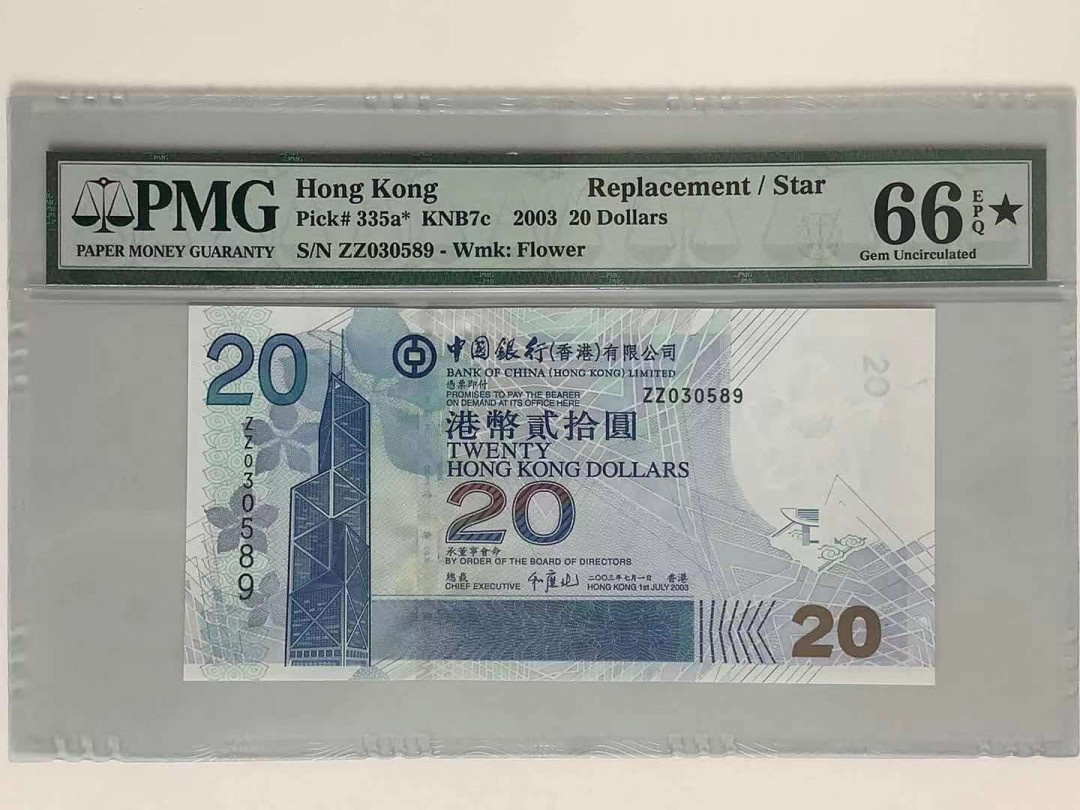 PMG
PAPER MONEY GUARANTY
Hong Kong
Replacement / Star
Pick# 335a* KNB7c 2003 20 Dollars
S/N ZZ030589 - Wmk: Flower
66 EPQ★
Gem Uncirculated
20
中國銀行(香港)有限公司
BANK OF CHINA (HONG KONG) LIMITED
憑票即付
PROMISES TO PAY THE BEARER
ON DEMAND AT ITS OFFICE HERE
ZZ030589
港幣貳拾圓
TWENTY
HONG KONG DOLLARS
20
承董事會命
BY ORDER OF THE BOARD OF DIRECTORS
總裁
CHIEF EXECUTIVE
二〇〇三年七月一日 香港
HONG KONG 1st JULY 2003
ZZ030589
20
20